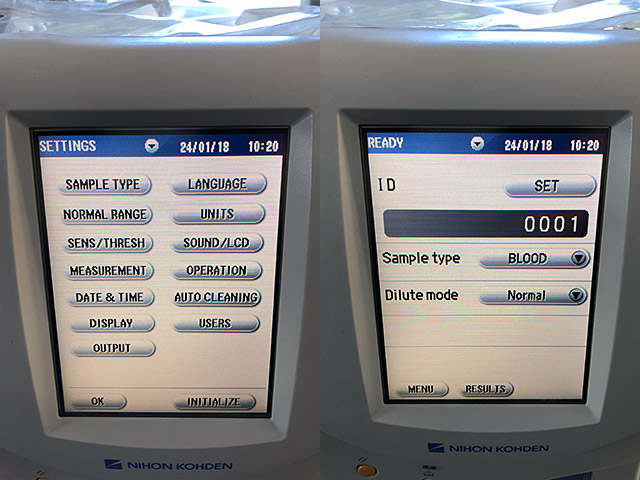 SETTINGS 24/01/18 10:20
SAMPLE TYPE LANGUAGE
NORMAL RANGE UNITS
SENS/THRESH SOUND/LCD
MEASUREMENT OPERATION
DATE & TIME AUTO CLEANING
DISPLAY USERS
OUTPUT
OK INITIALIZE
NIHON KOHDEN
READY 24/01/18 10:20
ID SET
0001
Sample type BLOOD
Dilute mode Normal
MENU RESULTS
NIHON KOHDEN